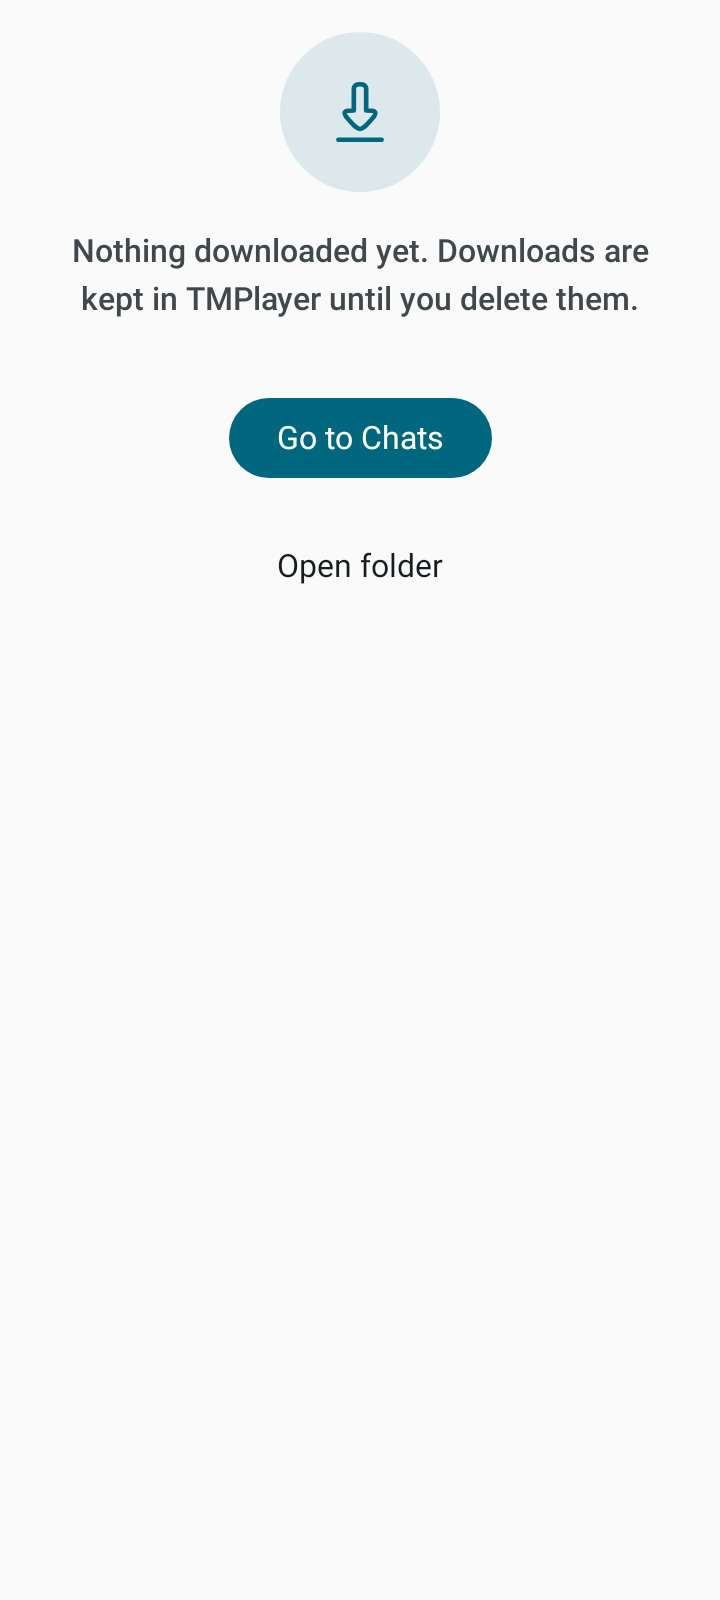 Nothing downloaded yet. Downloads are
kept in TMPlayer until you delete them.
Go to Chats
Open folder